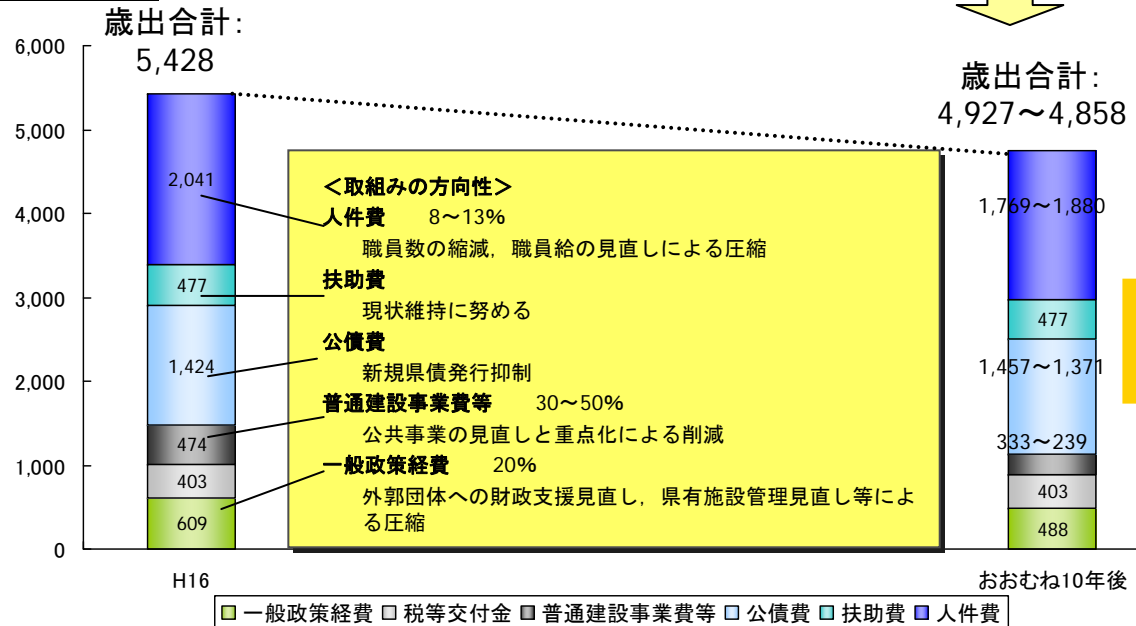 歳出合計：
5,428
歳出合計：
4,927～4,858
6,000
5,000
4,000
3,000
2,000
1,000
0
2,041
477
1,424
474
403
609
＜取組みの方向性＞
人件費　8～13%
職員数の縮減，職員給の見直しによる圧縮
扶助費
現状維持に努める
公債費
新規県債発行抑制
普通建設事業費等　30～50%
公共事業の見直しと重点化による削減
一般政策経費　20%
外郭団体への財政支援見直し，県有施設管理見直し等によ
る圧縮
1,769～1,880
477
1,457～1,371
333～239
403
488
H16
おおむね10年後
一般政策経費 税等交付金 普通建設事業費等 公債費 扶助費 人件費